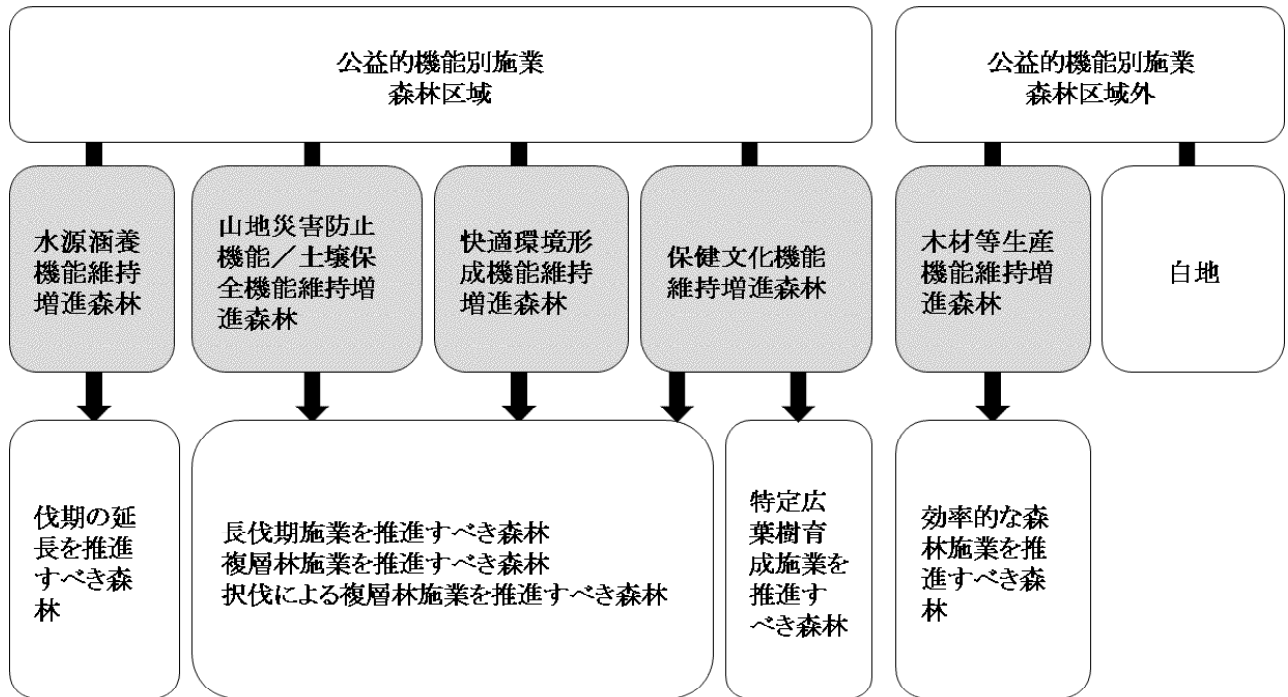 公益的機能別施業
森林区域
公益的機能別施業
森林区域外
水源涵養
機能維持
増進森林
山地災害防止
機能／土壌保
全機能維持増
進森林
快適環境形
成機能維持
増進森林
保健文化機能
維持増進森林
木材等生産
機能維持増
進森林
白地
伐期の延
長を推進
すべき森
林
長伐期施業を推進すべき森林
複層林施業を推進すべき森林
択伐による複層林施業を推進すべき森林
特定広
葉樹育
成施業を
推進す
べき森林
効率的な森
林施業を推
進すべき森
林